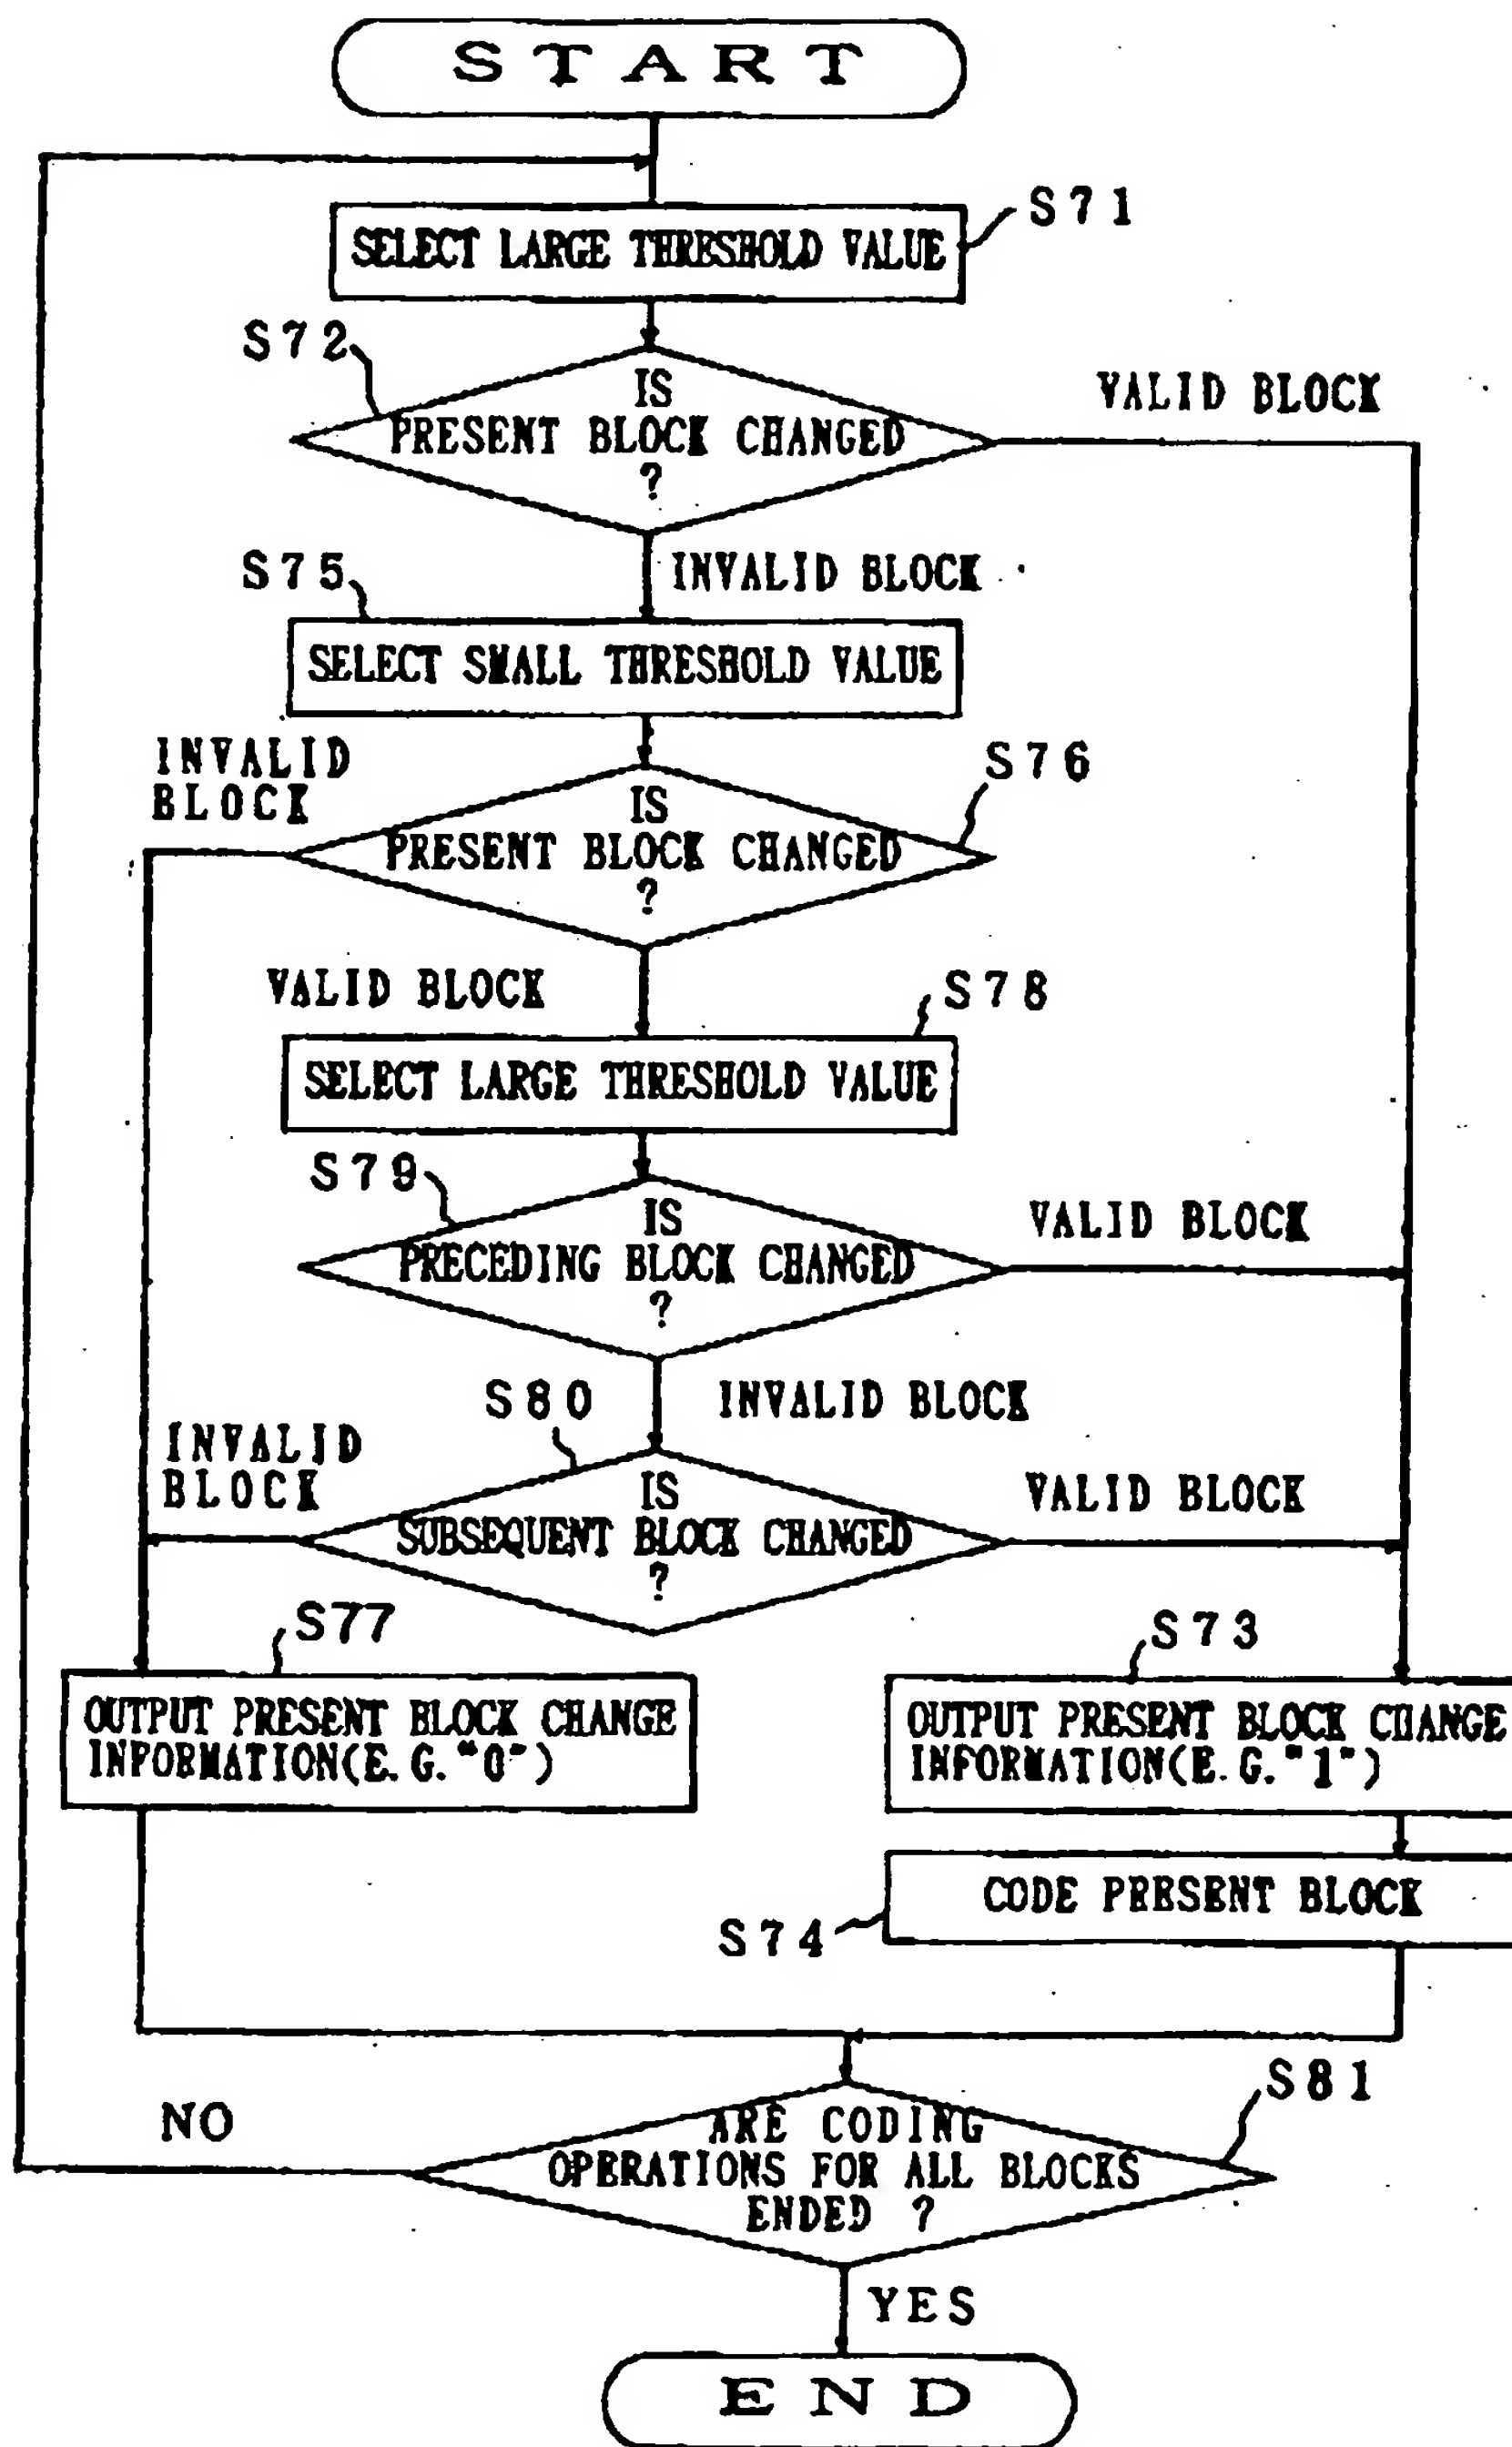 START
S71
SELECT LARGE THRESHOLD VALUE
S72
IS
PRESENT BLOCK CHANGED
?
VALID BLOCK
S75
INVALID BLOCK
SELECT SMALL THRESHOLD VALUE
INVALID
BLOCK
S76
IS
PRESENT BLOCK CHANGED
?
VALID BLOCK
S78
SELECT LARGE THRESHOLD VALUE
S79
IS
PRECEDING BLOCK CHANGED
?
VALID BLOCK
S80
INVALID BLOCK
INVALID
BLOCK
IS
SUBSEQUENT BLOCK CHANGED
?
VALID BLOCK
S77
OUTPUT PRESENT BLOCK CHANGE
INFORMATION(E.G."0")
S73
OUTPUT PRESENT BLOCK CHANGE
INFORMATION(E.G."1")
CODE PRESENT BLOCK
S74
S81
NO
ARE CODING
OPERATIONS FOR ALL BLOCKS
ENDED ?
YES
END